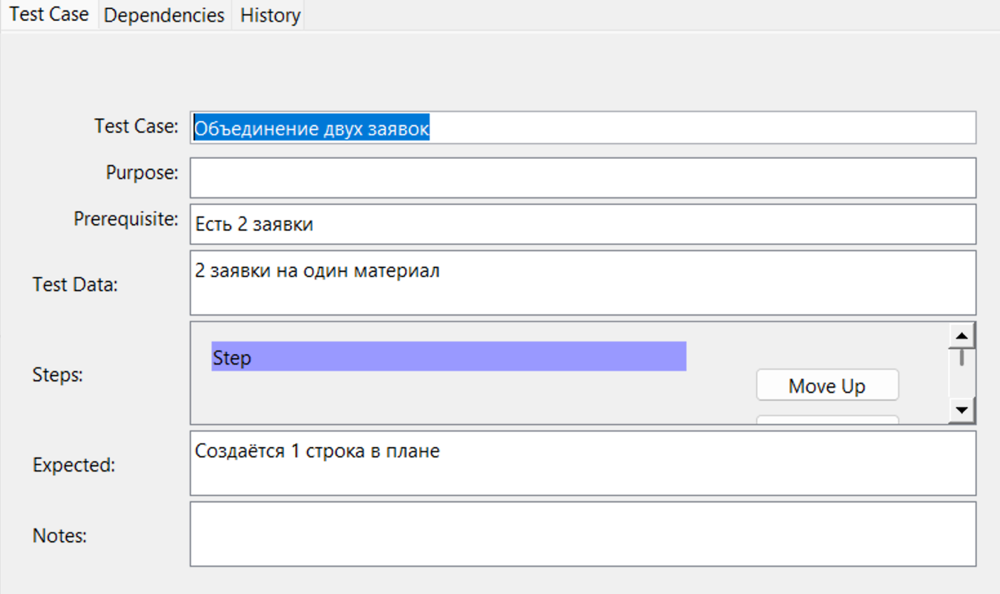 Test Case Dependencies History
Test Case: Объединение двух заявок
Purpose:
Prerequisite: Есть 2 заявки
Test Data: 2 заявки на один материал
Steps: Step
Move Up
Expected: Создаётся 1 строка в плане
Notes: